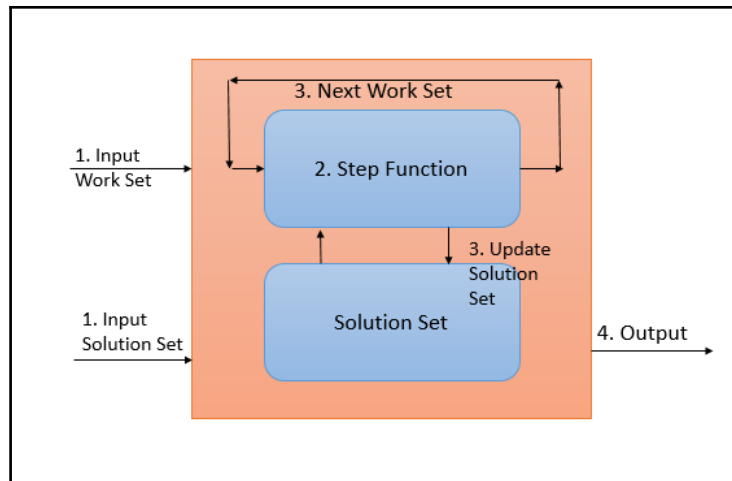 3. Next Work Set
1. Input
Work Set
2. Step Function
3. Update
Solution
Set
1. Input
Solution Set
Solution Set
4. Output